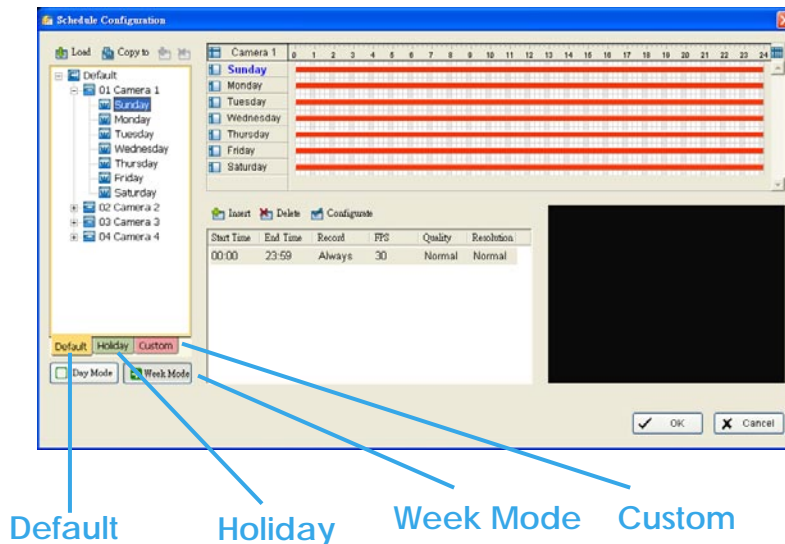 Schedule Configuration
Load Copy to
Default
01 Camera 1
Sunday
Monday
Tuesday
Wednesday
Thursday
Friday
Saturday
02 Camera 2
03 Camera 3
04 Camera 4
Default Holiday Custom
Day Mode Week Mode
Camera 1 0 1 2 3 4 5 6 7 8 9 10 11 12 13 14 15 16 17 18 19 20 21 22 23 24
Sunday
Monday
Tuesday
Wednesday
Thursday
Friday
Saturday
Insert Delete Configurate
Start Time End Time Record FPS Quality Resolution
00:00 23:59 Always 30 Normal Normal
OK Cancel
Default Holiday Week Mode Custom